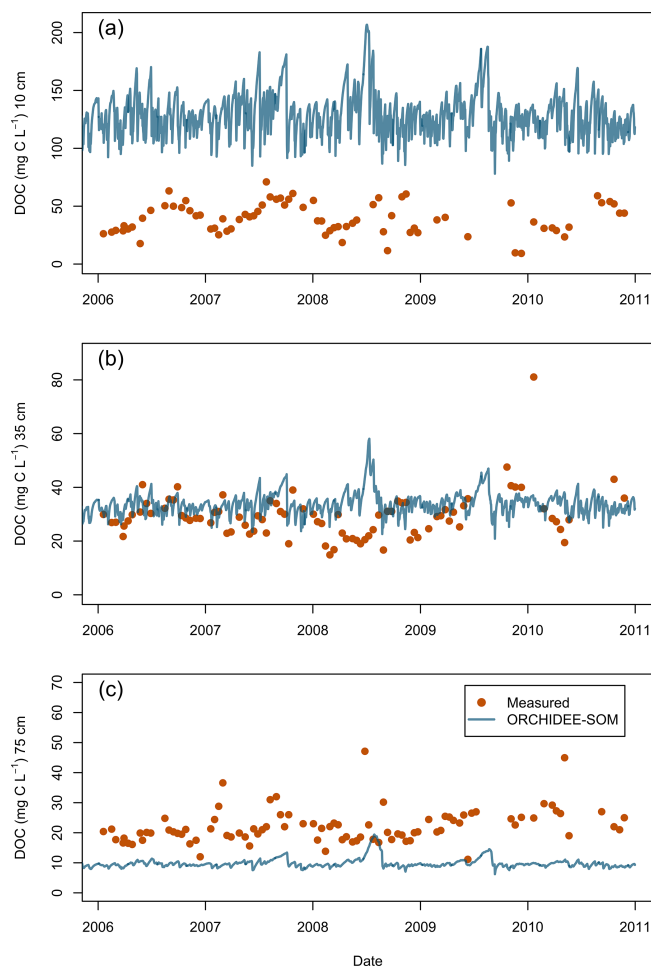 (a)
DOC (mg C L⁻¹) 10 cm
200
150
100
50
0
2006 2007 2008 2009 2010 2011
(b)
DOC (mg C L⁻¹) 35 cm
80
60
40
20
0
2006 2007 2008 2009 2010 2011
(c)
DOC (mg C L⁻¹) 75 cm
70
60
50
40
30
20
10
0
Measured
ORCHIDEE-SOM
2006 2007 2008 2009 2010 2011
Date